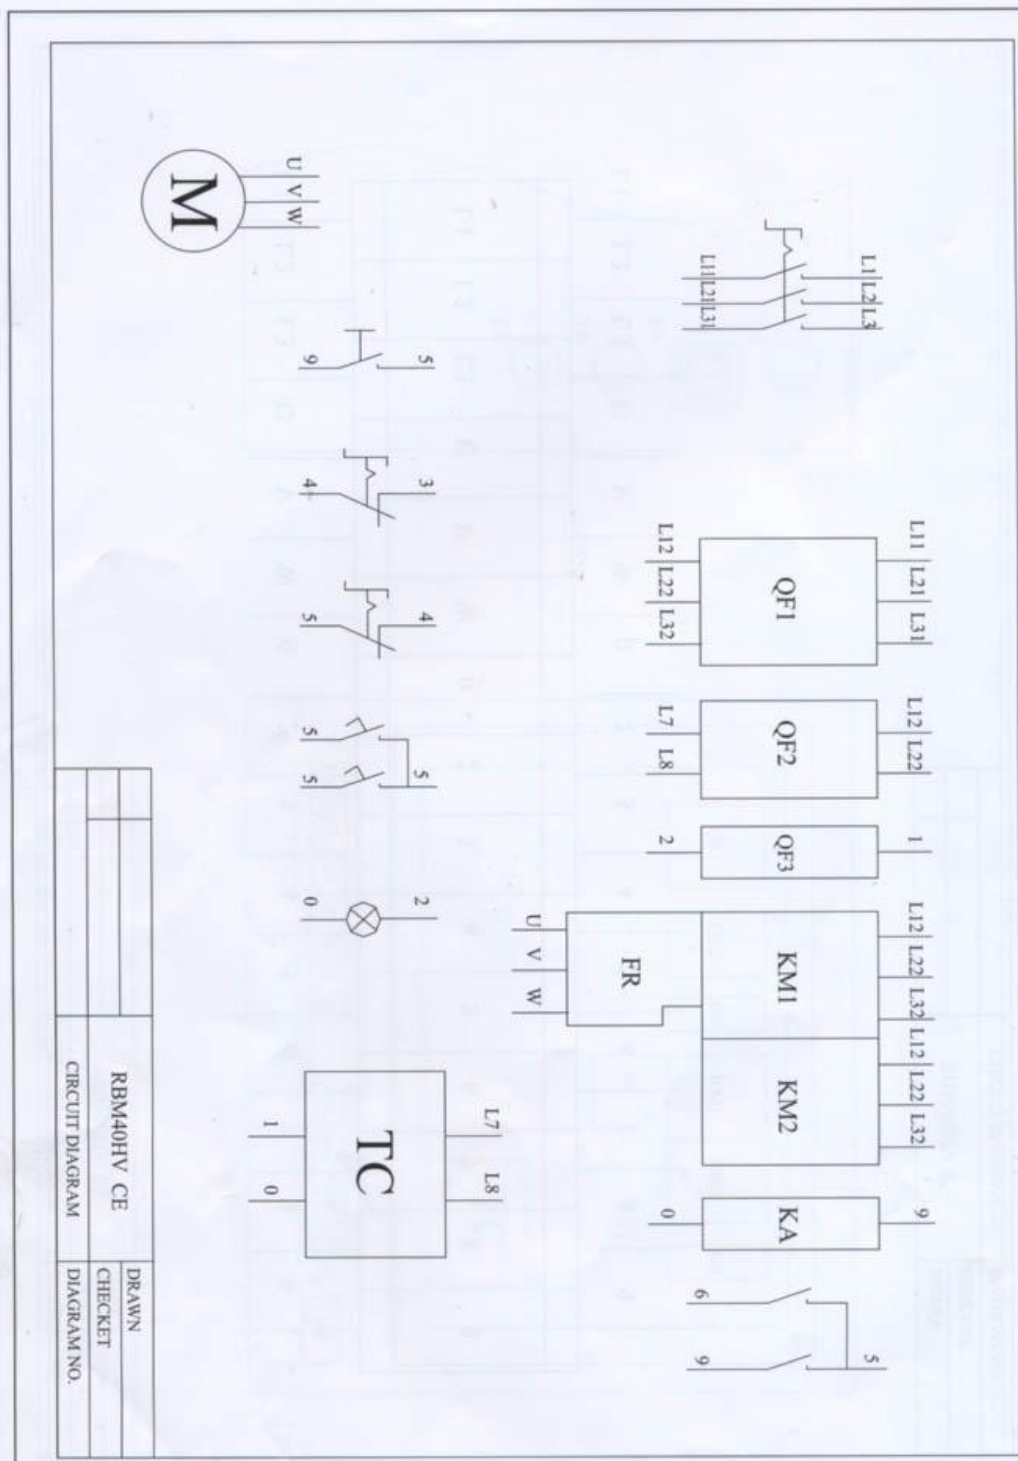 L11 L21 L31 L12 L22 1 L12 L22 L32 L12 L22 L32 9
L1 L2 L3 5
QF1 QF2 QF3 KM1 KM2 KA
L11 L21 L31 6 9
L12 L22 L32 L7 L8 2 0
FR
U V W
L7 L8
5 3 4 5 2
TC
9 4 5 5 5 0
U V W
1 0
M
RBM40HV CE
CIRCUIT DIAGRAM
DRAWN
CHECKET
DIAGRAM NO.